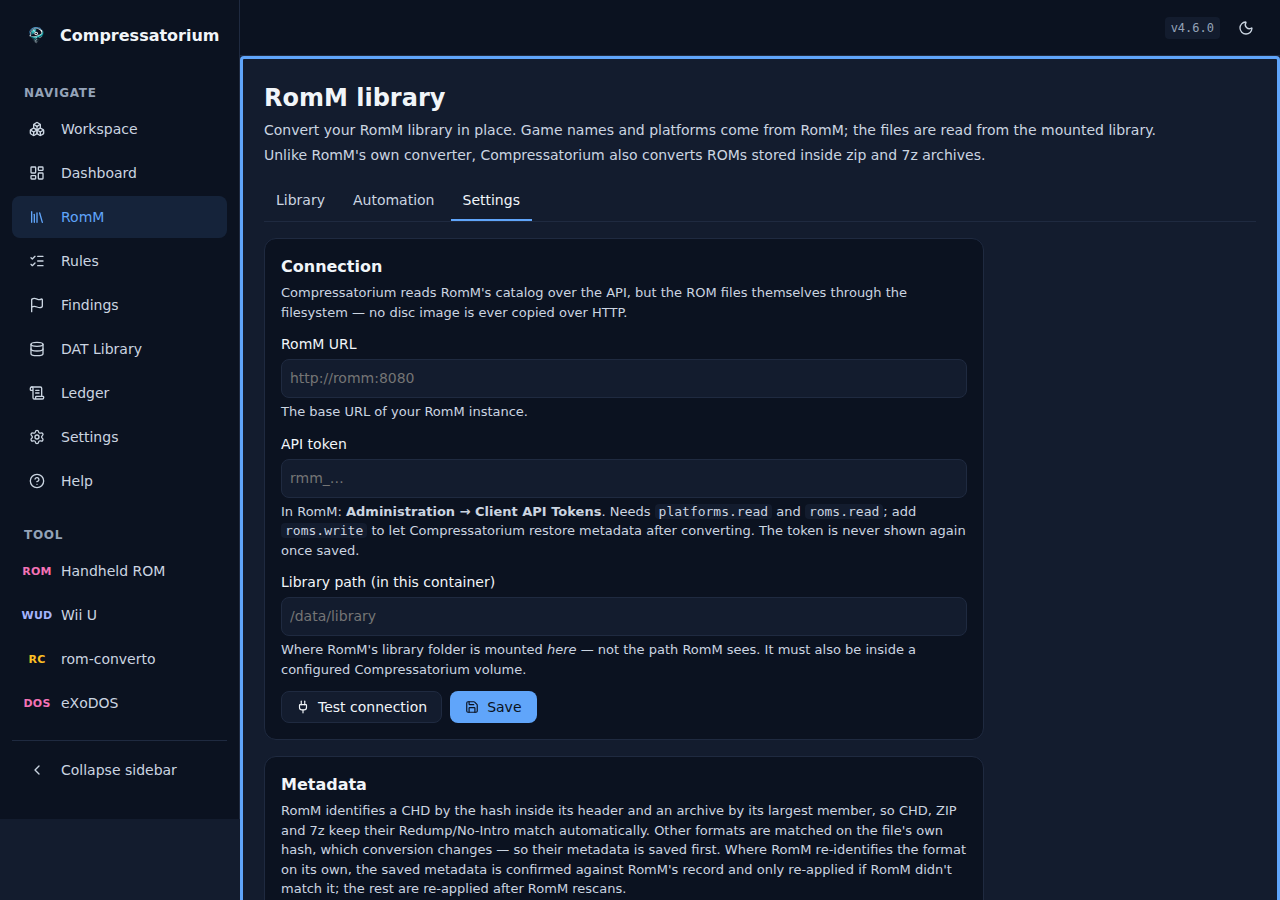 Compressatorium
v4.6.0
NAVIGATE
Workspace
Dashboard
RomM
Rules
Findings
DAT Library
Ledger
Settings
Help
TOOL
ROM Handheld ROM
WUD Wii U
RC rom-converto
DOS eXoDOS
Collapse sidebar
RomM library
Convert your RomM library in place. Game names and platforms come from RomM; the files are read from the mounted library.
Unlike RomM's own converter, Compressatorium also converts ROMs stored inside zip and 7z archives.
Library Automation Settings
Connection
Compressatorium reads RomM's catalog over the API, but the ROM files themselves through the
filesystem — no disc image is ever copied over HTTP.
RomM URL
http://romm:8080
The base URL of your RomM instance.
API token
rmm_…
In RomM: Administration → Client API Tokens. Needs platforms.read and roms.read; add
roms.write to let Compressatorium restore metadata after converting. The token is never shown again
once saved.
Library path (in this container)
/data/library
Where RomM's library folder is mounted here — not the path RomM sees. It must also be inside a
configured Compressatorium volume.
Test connection Save
Metadata
RomM identifies a CHD by the hash inside its header and an archive by its largest member, so CHD, ZIP
and 7z keep their Redump/No-Intro match automatically. Other formats are matched on the file's own
hash, which conversion changes — so their metadata is saved first. Where RomM re-identifies the format
on its own, the saved metadata is confirmed against RomM's record and only re-applied if RomM didn't
match it; the rest are re-applied after RomM rescans.